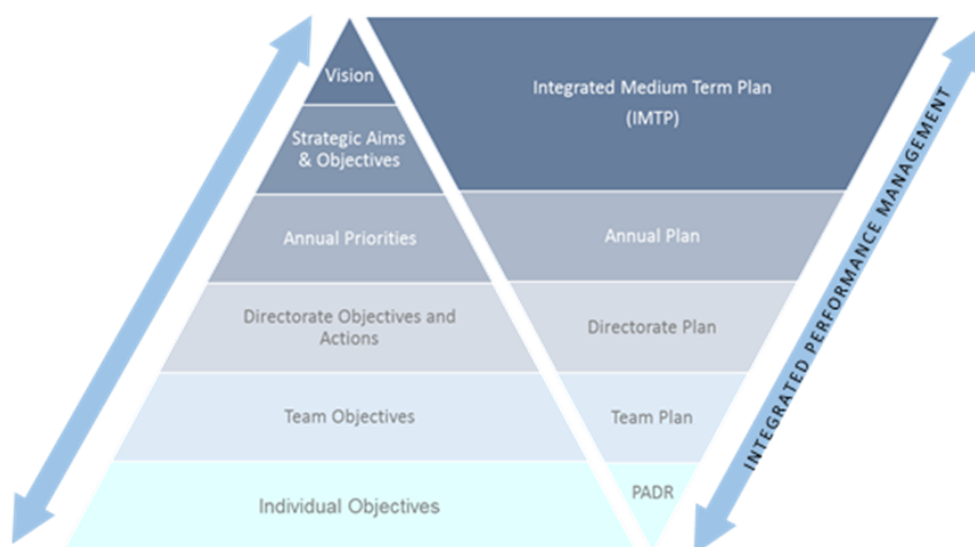 Vision
Strategic Aims
& Objectives
Annual Priorities
Directorate Objectives and
Actions
Team Objectives
Individual Objectives
Integrated Medium Term Plan
(IMTP)
Annual Plan
Directorate Plan
Team Plan
PADR
INTEGRATED PERFORMANCE MANAGEMENT